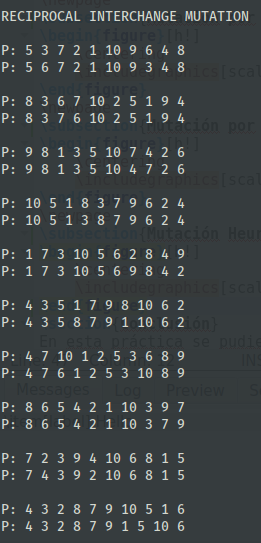 RECIPROCAL INTERCHANGE MUTATION
P: 5 3 7 2 1 10 9 6 4 8
P: 5 6 7 2 1 10 9 3 4 8
P: 8 3 6 7 10 2 5 1 9 4
P: 8 3 7 6 10 2 5 1 9 4
P: 9 8 1 3 5 10 7 4 2 6
P: 9 8 1 3 5 10 4 7 2 6
P: 10 5 1 8 3 7 9 6 2 4
P: 10 5 1 3 8 7 9 6 2 4
P: 1 7 3 10 5 6 2 8 4 9
P: 1 7 3 10 5 6 9 8 4 2
P: 4 3 5 1 7 9 8 10 6 2
P: 4 3 5 8 7 9 1 10 6 2
P: 4 7 10 1 2 5 3 6 8 9
P: 4 7 6 1 2 5 3 10 8 9
P: 8 6 5 4 2 1 10 3 9 7
P: 8 6 5 4 2 1 10 3 7 9
P: 7 2 3 9 4 10 6 8 1 5
P: 7 4 3 9 2 10 6 8 1 5
P: 4 3 2 8 7 9 10 5 1 6
P: 4 3 2 8 7 9 1 5 10 6